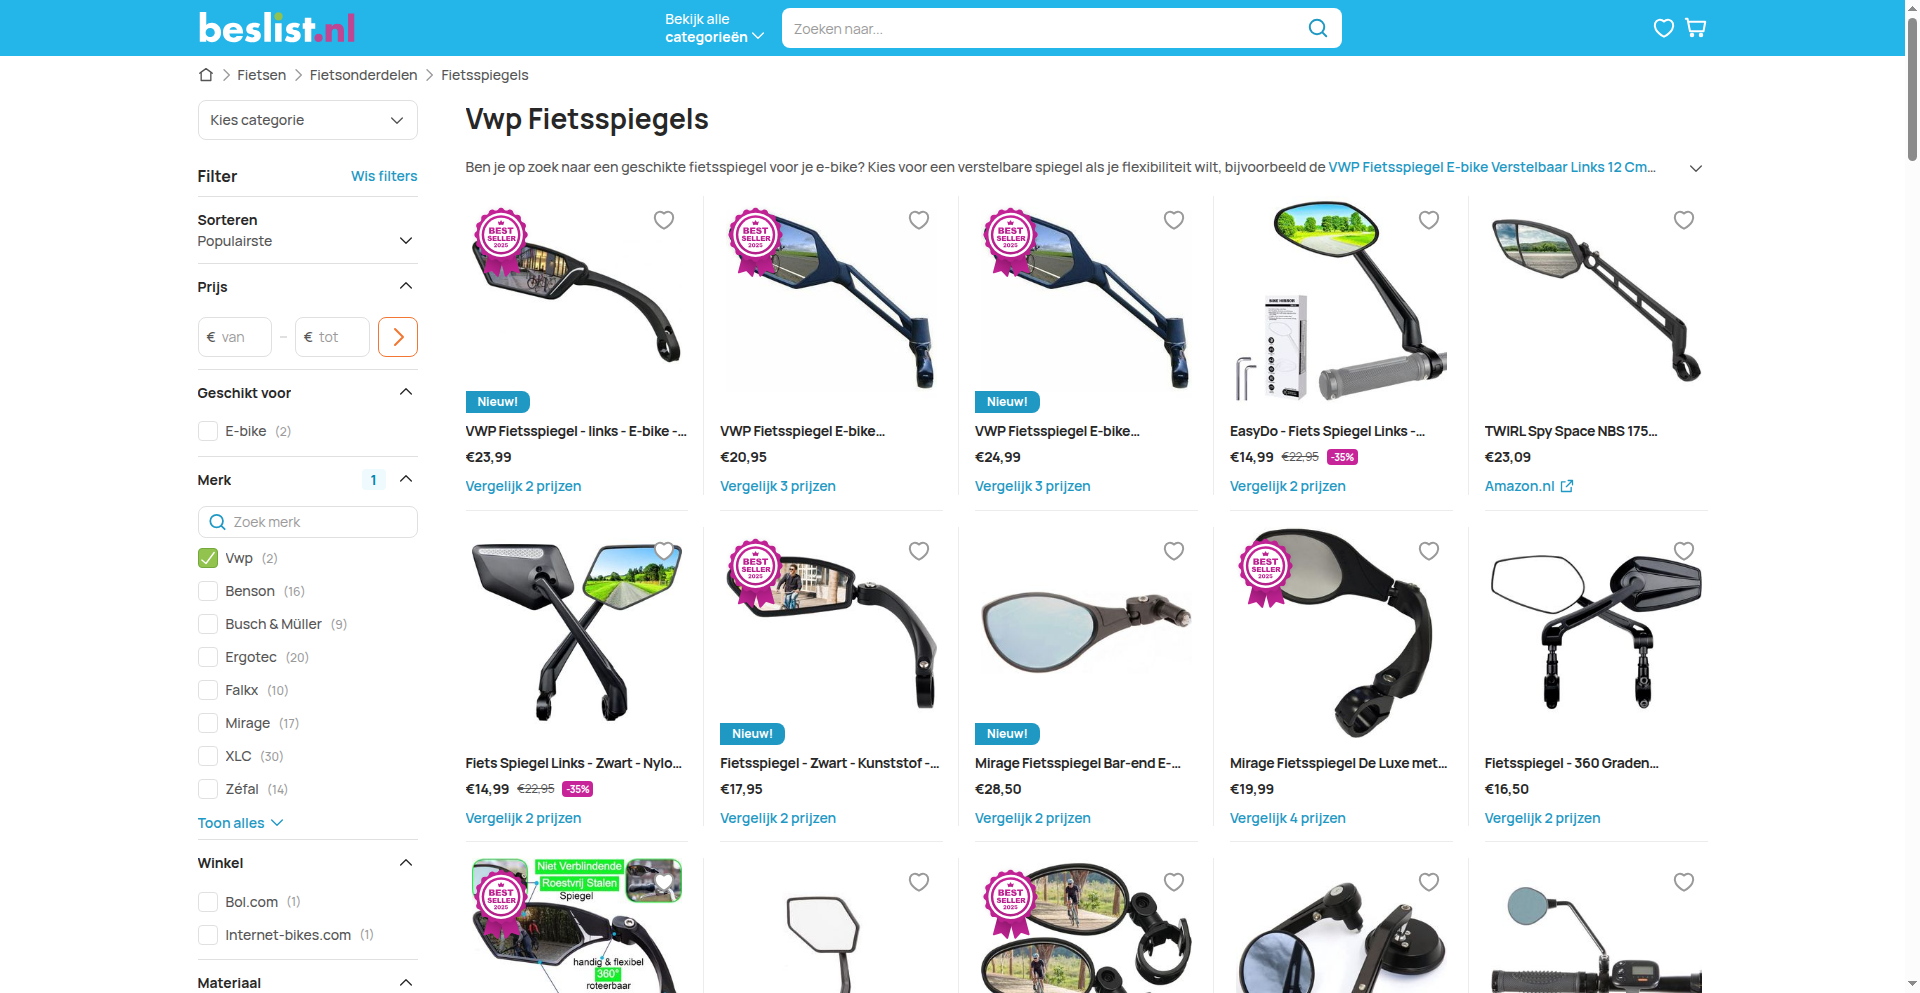 beslist.nl
Bekijk alle
categorieën
Zoeken naar...
Fietsen
Fietsonderdelen
Fietsspiegels
Kies categorie
Filter
Wis filters
Sorteren
Populairste
Prijs
€ van
–
€ tot
Geschikt voor
E-bike (2)
Merk
1
Zoek merk
Vwp (2)
Benson (16)
Busch & Müller (9)
Ergotec (20)
Falkx (10)
Mirage (17)
XLC (30)
Zéfal (14)
Toon alles
Winkel
Bol.com (1)
Internet-bikes.com (1)
Materiaal
Vwp Fietsspiegels
Ben je op zoek naar een geschikte fietsspiegel voor je e-bike? Kies voor een verstelbare spiegel als je flexibiliteit wilt, bijvoorbeeld de VWP Fietsspiegel E-bike Verstelbaar Links 12 Cm...
BEST
SELLER
2025
Nieuw!
VWP Fietsspiegel - links - E-bike -...
€23,99
Vergelijk 2 prijzen
BEST
SELLER
2025
VWP Fietsspiegel E-bike...
€20,95
Vergelijk 3 prijzen
BEST
SELLER
2025
Nieuw!
VWP Fietsspiegel E-bike...
€24,99
Vergelijk 3 prijzen
BIKE MIRROR
EasyDo - Fiets Spiegel Links -...
€14,99 €22,95 -35%
Vergelijk 2 prijzen
TWIRL Spy Space NBS 175...
€23,09
Amazon.nl
Fiets Spiegel Links - Zwart - Nylo...
€14,99 €22,95 -35%
Vergelijk 2 prijzen
BEST
SELLER
2025
Nieuw!
Fietsspiegel - Zwart - Kunststof -...
€17,95
Vergelijk 2 prijzen
Nieuw!
Mirage Fietsspiegel Bar-end E-...
€28,50
Vergelijk 2 prijzen
BEST
SELLER
2025
Mirage Fietsspiegel De Luxe met...
€19,99
Vergelijk 4 prijzen
Fietsspiegel - 360 Graden...
€16,50
Vergelijk 2 prijzen
BEST
SELLER
2025
Niet Verblindende
Roestvrij Stalen
Spiegel
handig & flexibel
360°
roteerbaar
BEST
SELLER
2025